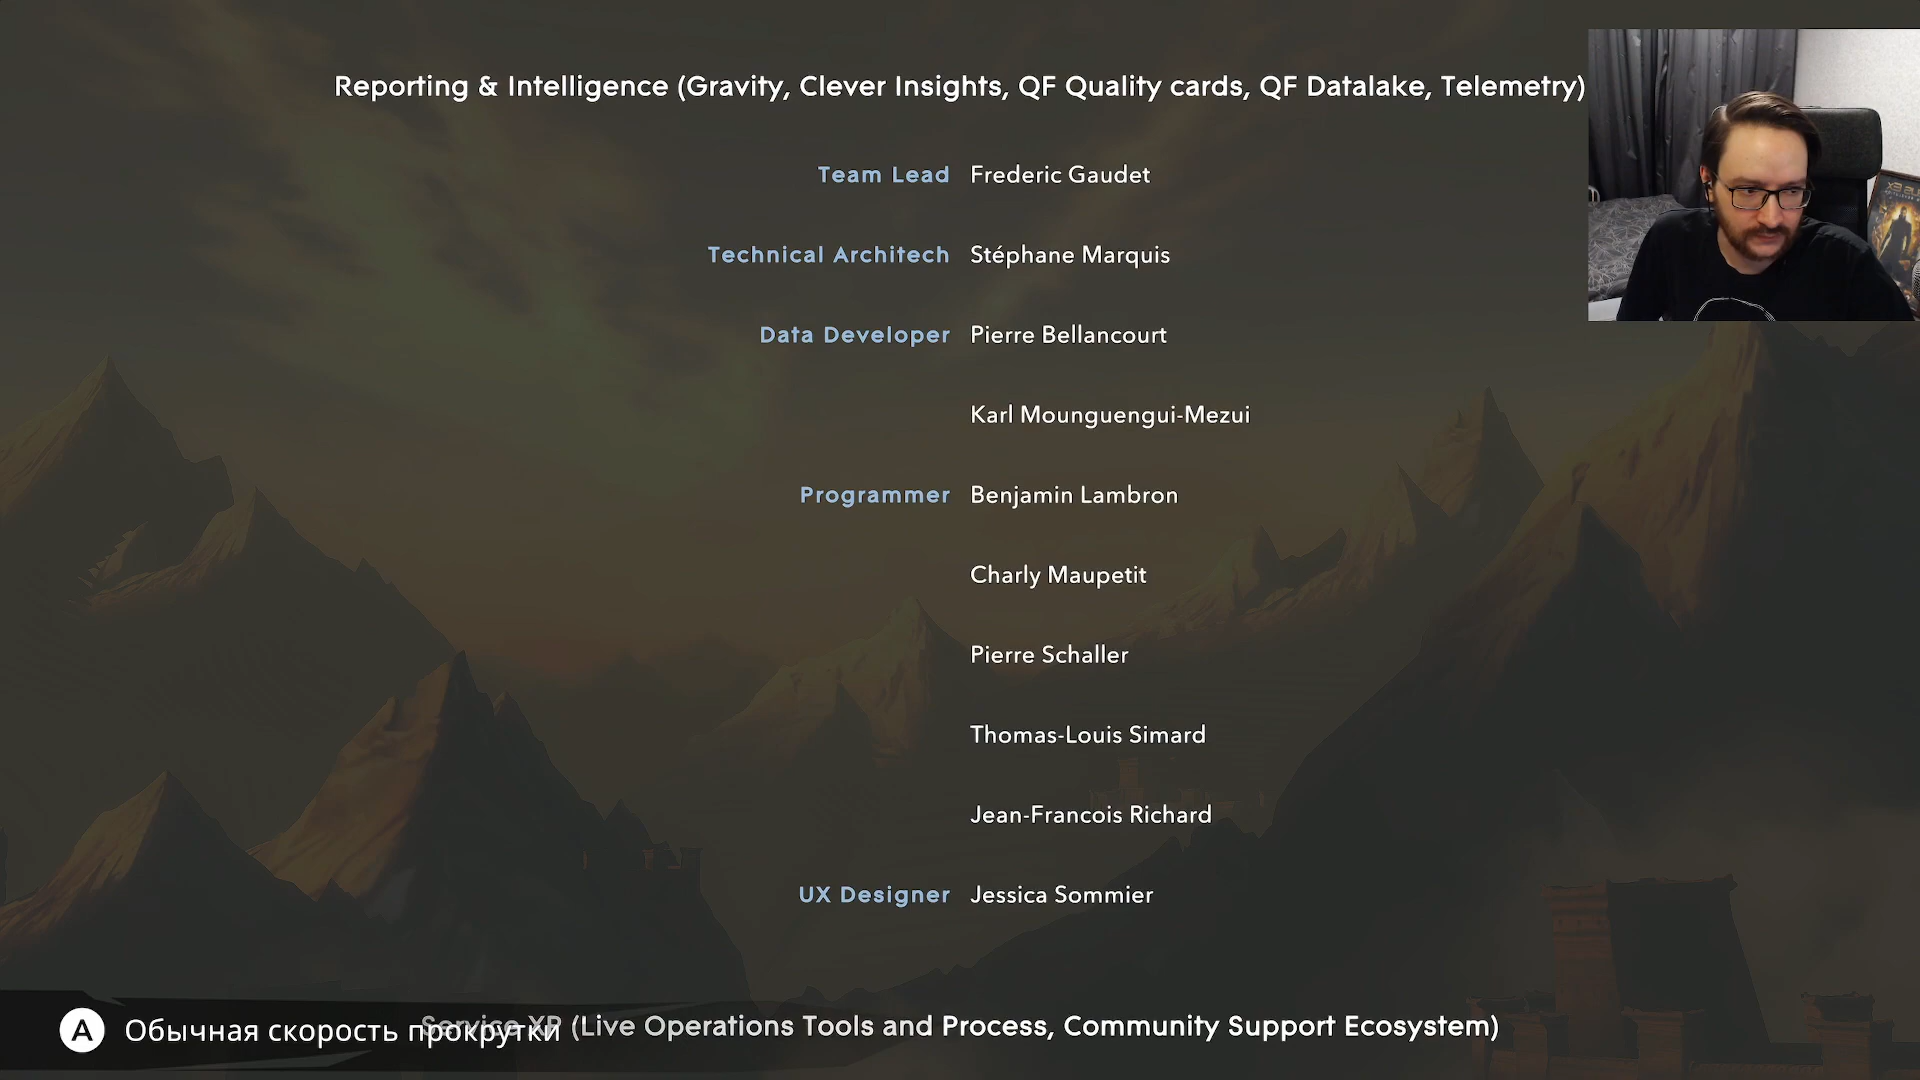 Reporting & Intelligence (Gravity, Clever Insights, QF Quality cards, QF Datalake, Telemetry)
Team Lead Frederic Gaudet
Technical Architech Stéphane Marquis
Data Developer Pierre Bellancourt
Karl Mounguengui-Mezui
Programmer Benjamin Lambron
Charly Maupetit
Pierre Schaller
Thomas-Louis Simard
Jean-Francois Richard
UX Designer Jessica Sommier
Service XP (Live Operations Tools and Process, Community Support Ecosystem)
A Обычная скорость прокрутки